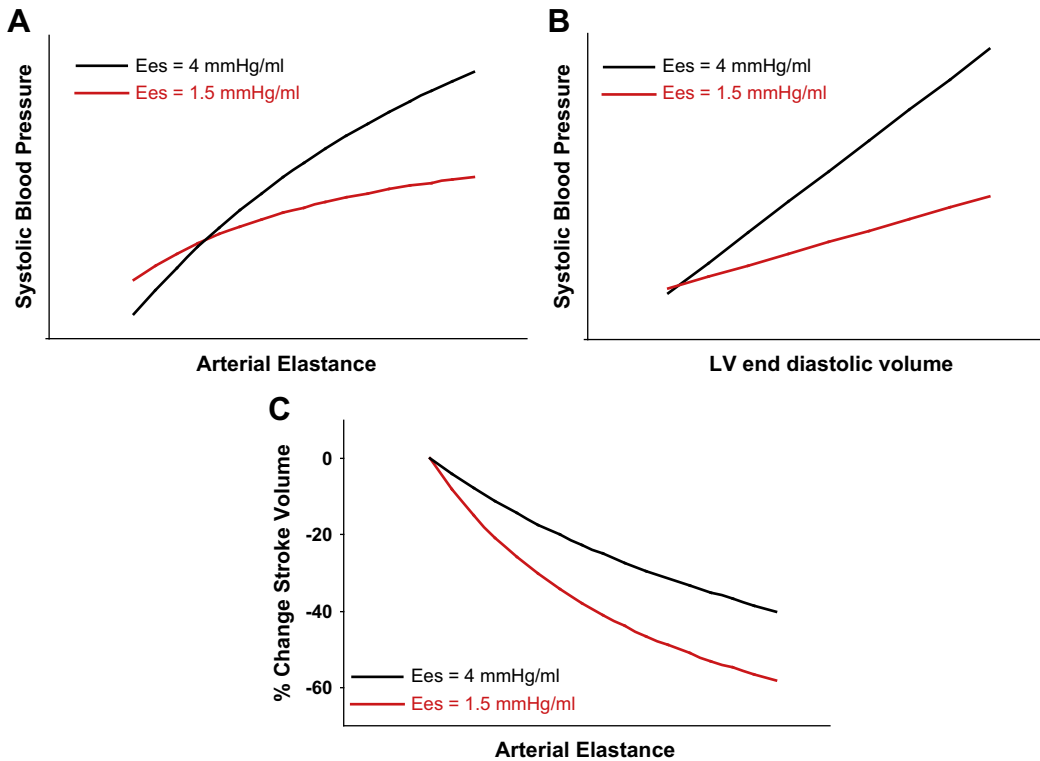 A
Ees = 4 mmHg/ml
Ees = 1.5 mmHg/ml
Systolic Blood Pressure
Arterial Elastance
B
Ees = 4 mmHg/ml
Ees = 1.5 mmHg/ml
Systolic Blood Pressure
LV end diastolic volume
C
% Change Stroke Volume
0
-20
-40
-60
Ees = 4 mmHg/ml
Ees = 1.5 mmHg/ml
Arterial Elastance